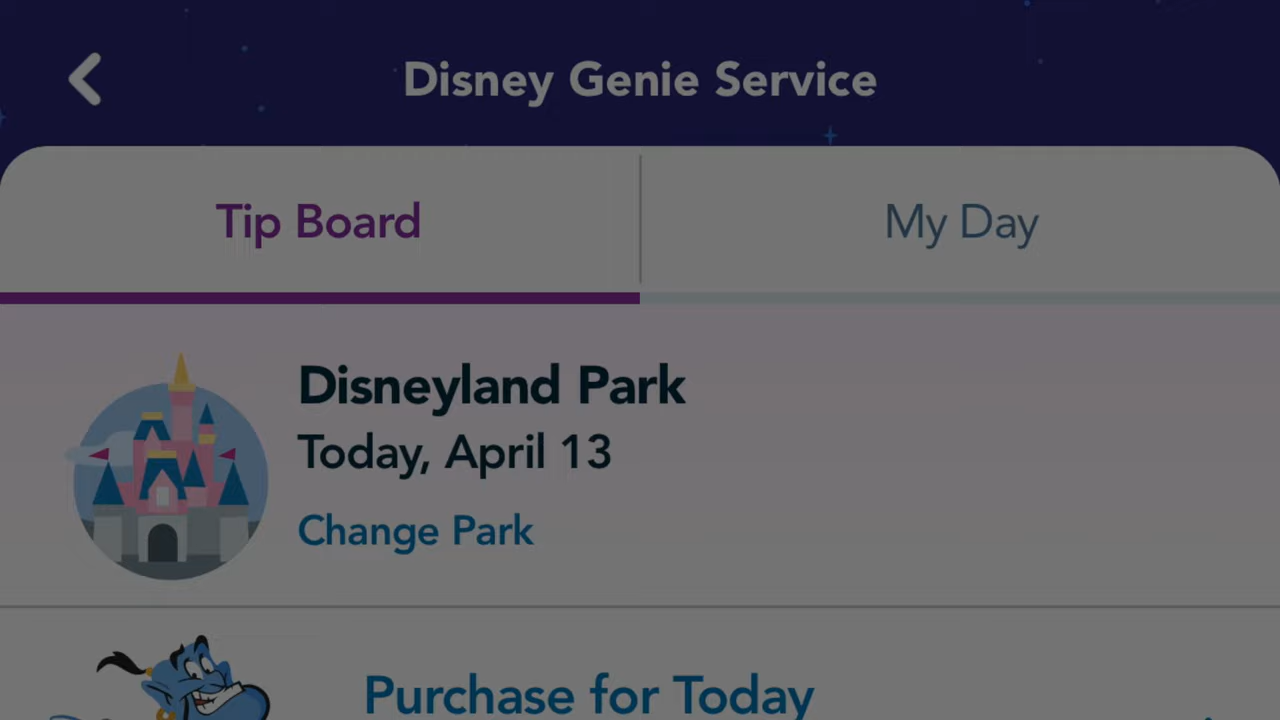 Disney Genie Service
Tip Board
My Day
Disneyland Park
Today, April 13
Change Park
Purchase for Today